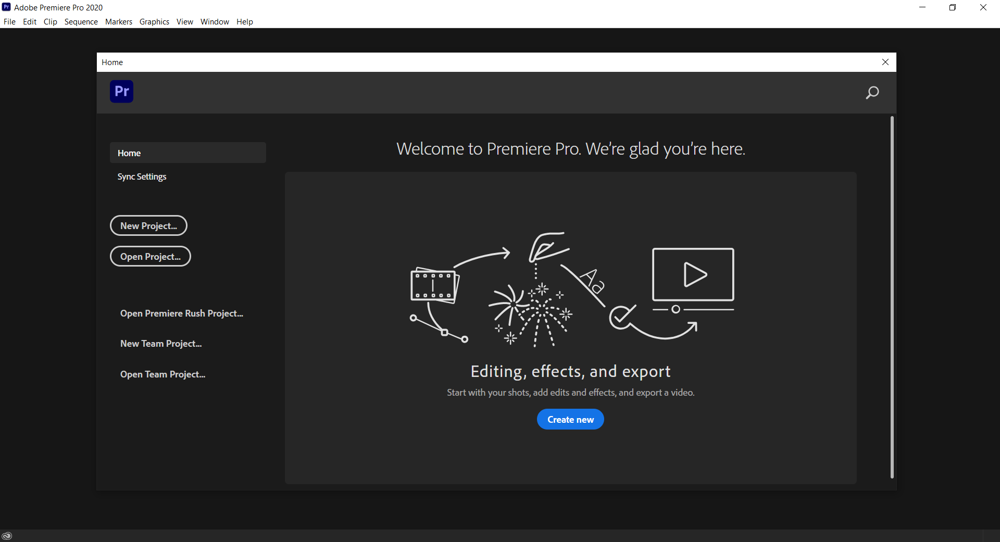 Pr Adobe Premiere Pro 2020
File Edit Clip Sequence Markers Graphics View Window Help
Home
Pr
Home
Sync Settings
New Project...
Open Project...
Open Premiere Rush Project...
New Team Project...
Open Team Project...
Welcome to Premiere Pro. We're glad you're here.
Aa
Editing, effects, and export
Start with your shots, add edits and effects, and export a video.
Create new